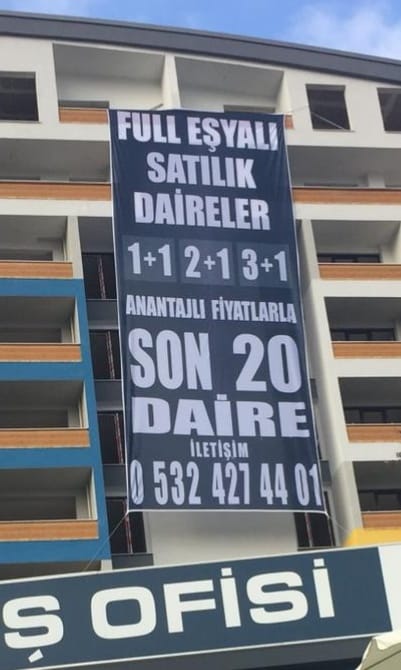 FULL EŞYALI
SATILIK
DAİRELER
1+1 2+1 3+1
ANANTAJLI FİYATLARLA
SON 20
DAİRE
İLETİŞİM
0 532 427 44 01
Ş OFİSİ